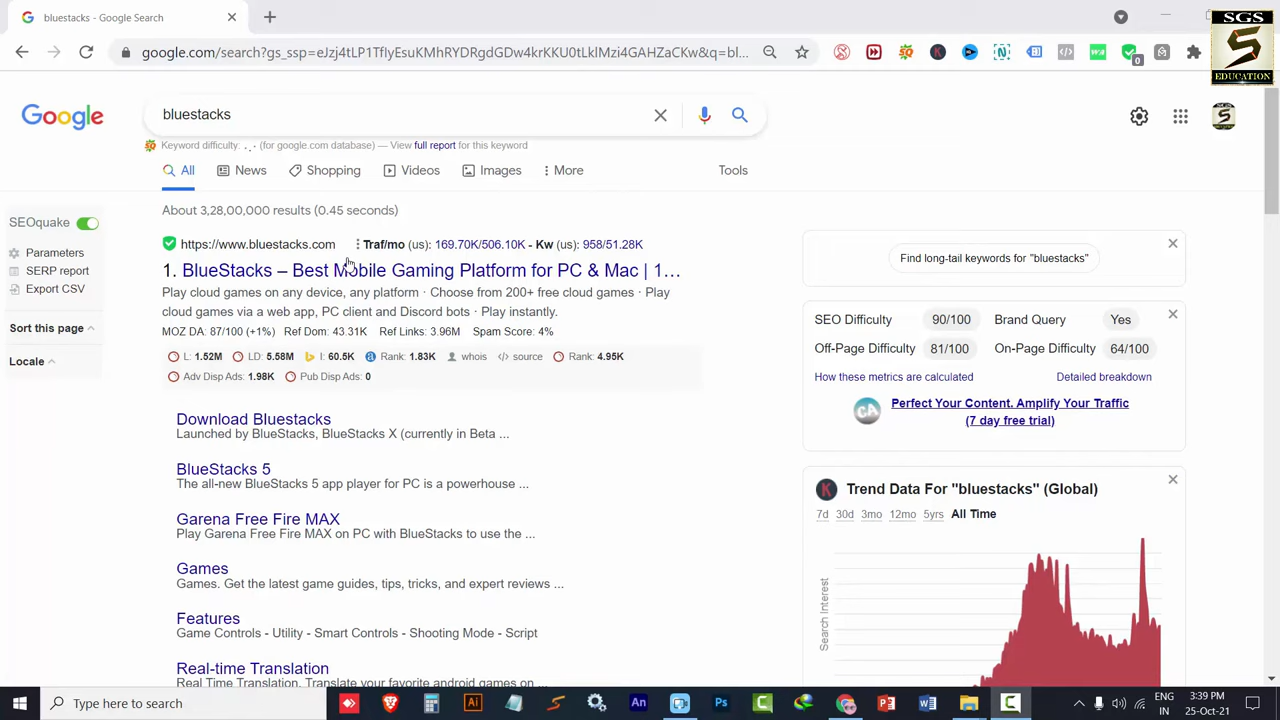 bluestacks - Google Search
SGS
EDUCATION
google.com/search?gs_ssp=eJzj4tLP1TflyEsuKMhRYDRgdGDw4kzKKU0tLklMzi4GAHZaCKw&q=bl...
0
Google
bluestacks
Keyword difficulty: . . (for google.com database) — View full report for this keyword
All
News
Shopping
Videos
Images
More
Tools
About 3,28,00,000 results (0.45 seconds)
SEOquake
Parameters
SERP report
Export CSV
Sort this page
Locale
https://www.bluestacks.com
Traf/mo (us): 169.70K/506.10K - Kw (us): 958/51.28K
1. BlueStacks – Best Mobile Gaming Platform for PC & Mac | 1...
Play cloud games on any device, any platform · Choose from 200+ free cloud games · Play
cloud games via a web app, PC client and Discord bots · Play instantly.
MOZ DA: 87/100 (+1%) Ref Dom: 43.31K Ref Links: 3.96M Spam Score: 4%
L: 1.52M LD: 5.58M I: 60.5K Rank: 1.83K whois source Rank: 4.95K
Adv Disp Ads: 1.98K Pub Disp Ads: 0
Download Bluestacks
Launched by BlueStacks, BlueStacks X (currently in Beta ...
BlueStacks 5
The all-new BlueStacks 5 app player for PC is a powerhouse ...
Garena Free Fire MAX
Play Garena Free Fire MAX on PC with BlueStacks to use the ...
Games
Games. Get the latest game guides, tips, tricks, and expert reviews ...
Features
Game Controls - Utility - Smart Controls - Shooting Mode - Script
Real-time Translation
Real Time Translation. Translate your favorite android games on ...
Find long-tail keywords for "bluestacks"
SEO Difficulty 90/100 Brand Query Yes
Off-Page Difficulty 81/100 On-Page Difficulty 64/100
How these metrics are calculated Detailed breakdown
CA
Perfect Your Content. Amplify Your Traffic
(7 day free trial)
K
Trend Data For "bluestacks" (Global)
7d 30d 3mo 12mo 5yrs All Time
Search Interest
Type here to search
Ai
An
Ps
ENG
IN
3:39 PM
25-Oct-21